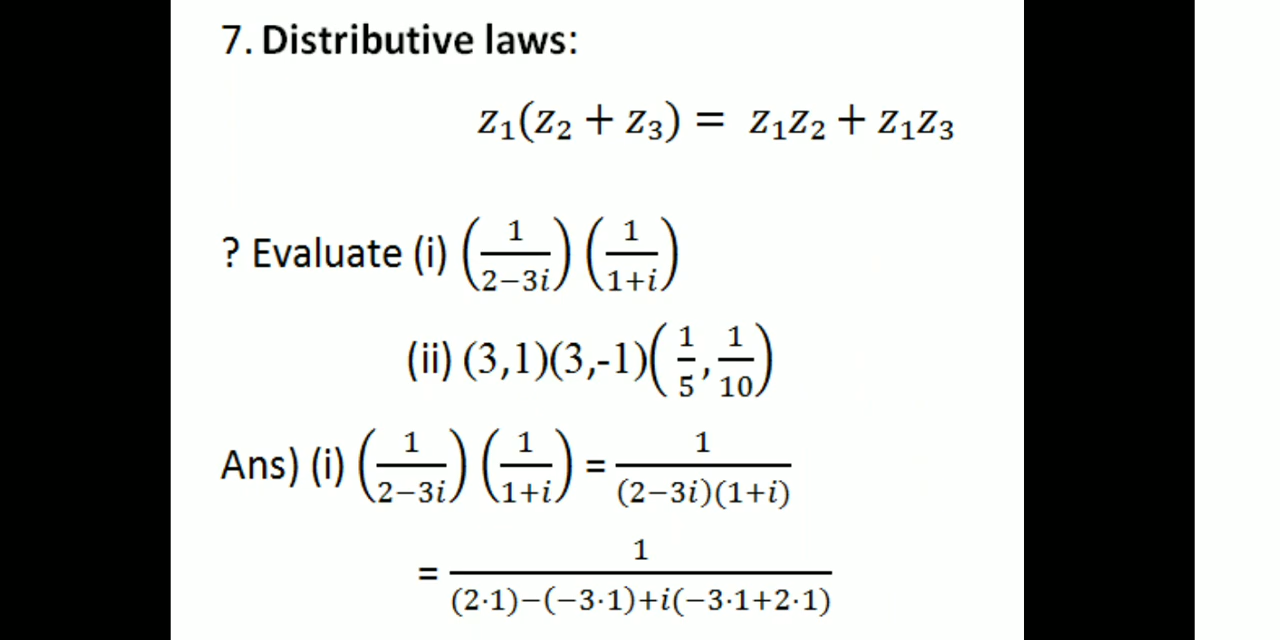 7. Distributive laws:
z₁(z₂ + z₃) = z₁z₂ + z₁z₃
? Evaluate (i) (1/(2−3i)) (1/(1+i))
(ii) (3,1)(3,-1)(1/5, 1/10)
Ans) (i) (1/(2−3i)) (1/(1+i)) = 1/((2−3i)(1+i))
= 1/((2·1)−(−3·1)+i(−3·1+2·1))